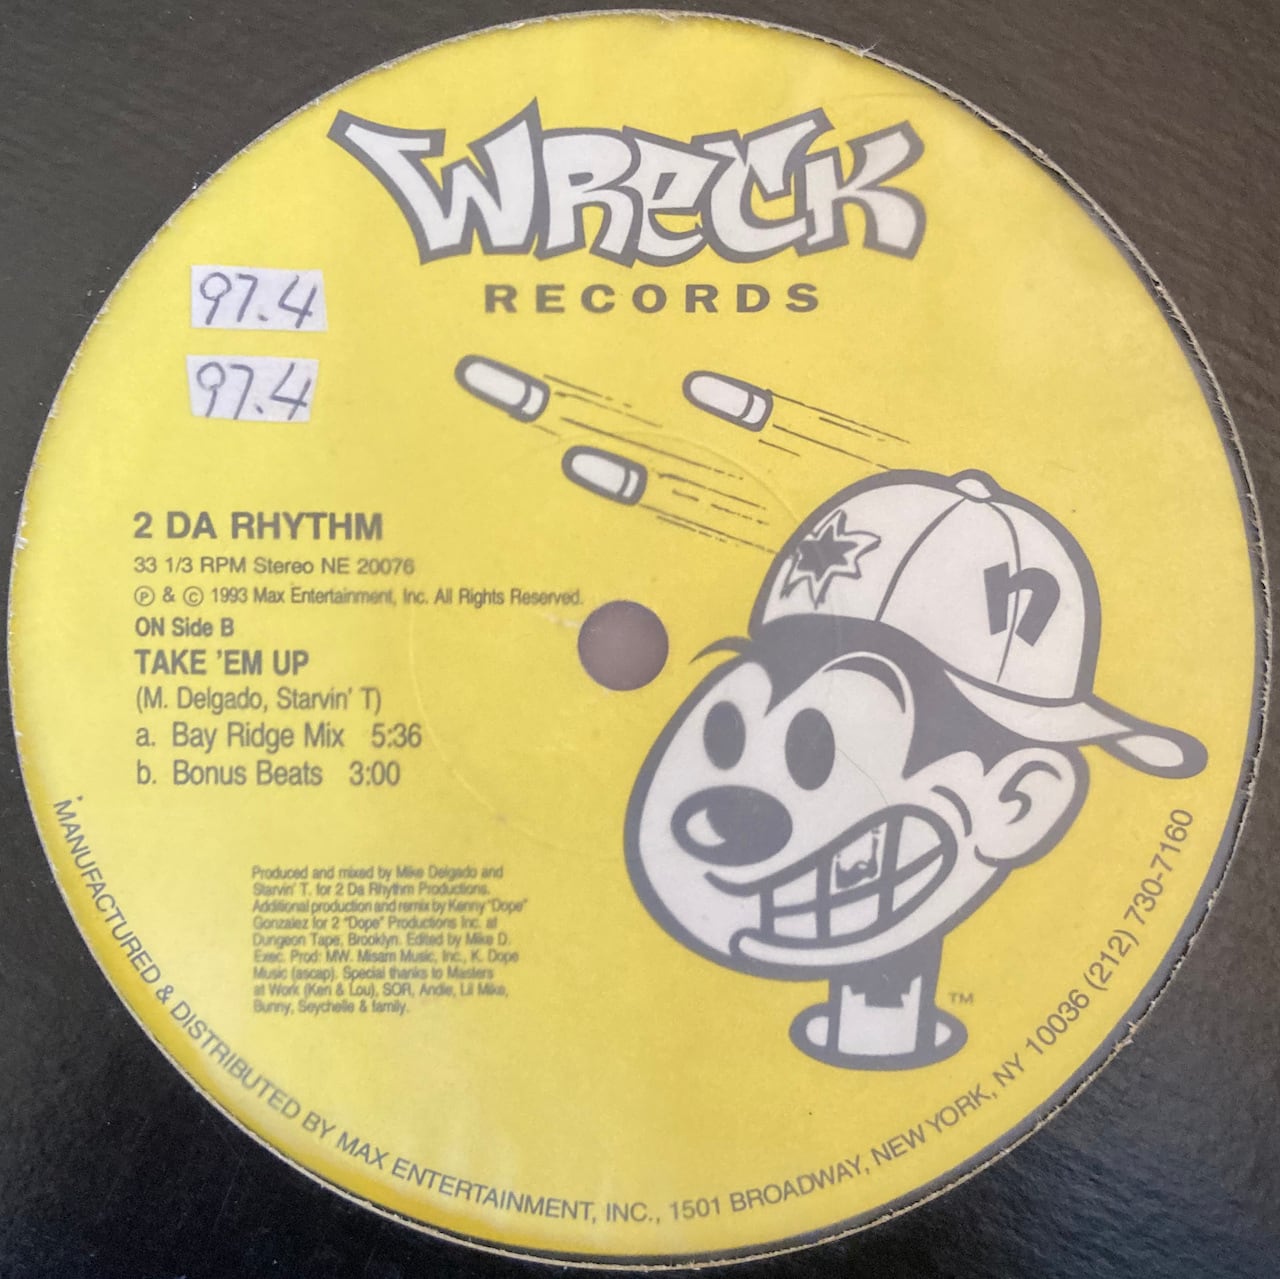 WRECK
RECORDS
97.4
97.4
2 DA RHYTHM
33 1/3 RPM Stereo NE 20076
Ⓟ & © 1993 Max Entertainment, Inc. All Rights Reserved.
ON Side B
TAKE 'EM UP
(M. Delgado, Starvin' T)
a. Bay Ridge Mix 5:36
b. Bonus Beats 3:00
Produced and mixed by Mike Delgado and
Starvin' T. for 2 Da Rhythm Productions.
Additional production and remix by Kenny "Dope"
Gonzalez for 2 "Dope" Productions Inc. at
Dungeon Tape, Brooklyn. Edited by Mike D.
Exec. Prod: MW. Misam Music, Inc., K. Dope
Music (ascap). Special thanks to Masters
at Work (Ken & Lou), SOR, Andie, Lil Mike,
Bunny, Seychelle & family.
n
TM
MANUFACTURED & DISTRIBUTED BY MAX ENTERTAINMENT, INC., 1501 BROADWAY, NEW YORK, NY 10036 (212) 730-7160